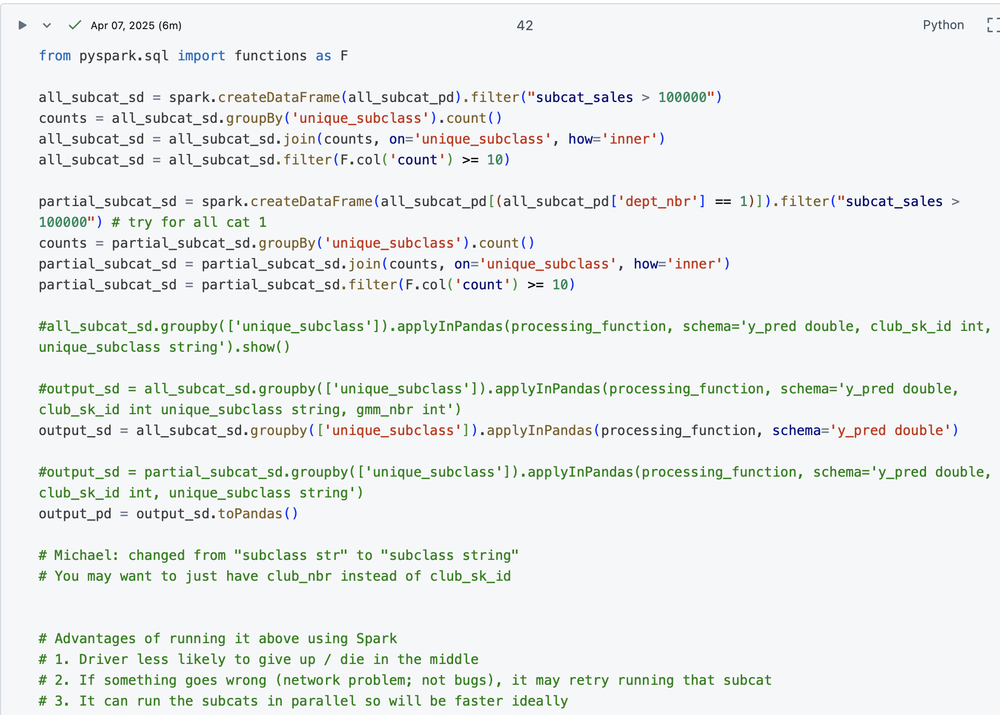 Apr 07, 2025 (6m)
42
Python
from pyspark.sql import functions as F
all_subcat_sd = spark.createDataFrame(all_subcat_pd).filter("subcat_sales > 100000")
counts = all_subcat_sd.groupBy('unique_subclass').count()
all_subcat_sd = all_subcat_sd.join(counts, on='unique_subclass', how='inner')
all_subcat_sd = all_subcat_sd.filter(F.col('count') >= 10)
partial_subcat_sd = spark.createDataFrame(all_subcat_pd[(all_subcat_pd['dept_nbr'] == 1)]).filter("subcat_sales >
100000") # try for all cat 1
counts = partial_subcat_sd.groupBy('unique_subclass').count()
partial_subcat_sd = partial_subcat_sd.join(counts, on='unique_subclass', how='inner')
partial_subcat_sd = partial_subcat_sd.filter(F.col('count') >= 10)
#all_subcat_sd.groupby(['unique_subclass']).applyInPandas(processing_function, schema='y_pred double, club_sk_id int,
unique_subclass string').show()
#output_sd = all_subcat_sd.groupby(['unique_subclass']).applyInPandas(processing_function, schema='y_pred double,
club_sk_id int unique_subclass string, gmm_nbr int')
output_sd = all_subcat_sd.groupby(['unique_subclass']).applyInPandas(processing_function, schema='y_pred double')
#output_sd = partial_subcat_sd.groupby(['unique_subclass']).applyInPandas(processing_function, schema='y_pred double,
club_sk_id int, unique_subclass string')
output_pd = output_sd.toPandas()
# Michael: changed from "subclass str" to "subclass string"
# You may want to just have club_nbr instead of club_sk_id
# Advantages of running it above using Spark
# 1. Driver less likely to give up / die in the middle
# 2. If something goes wrong (network problem; not bugs), it may retry running that subcat
# 3. It can run the subcats in parallel so will be faster ideally